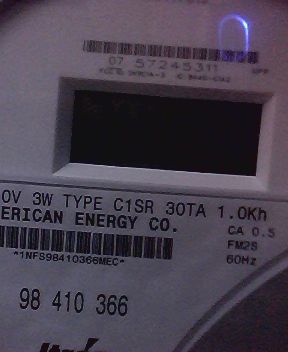 07 57245311
0V 3W TYPE C1SR 30TA 1.0Kh
ERICAN ENERGY CO.
CA 0.5
FM2S
60Hz
*1NFS98410366MEC*
98 410 366